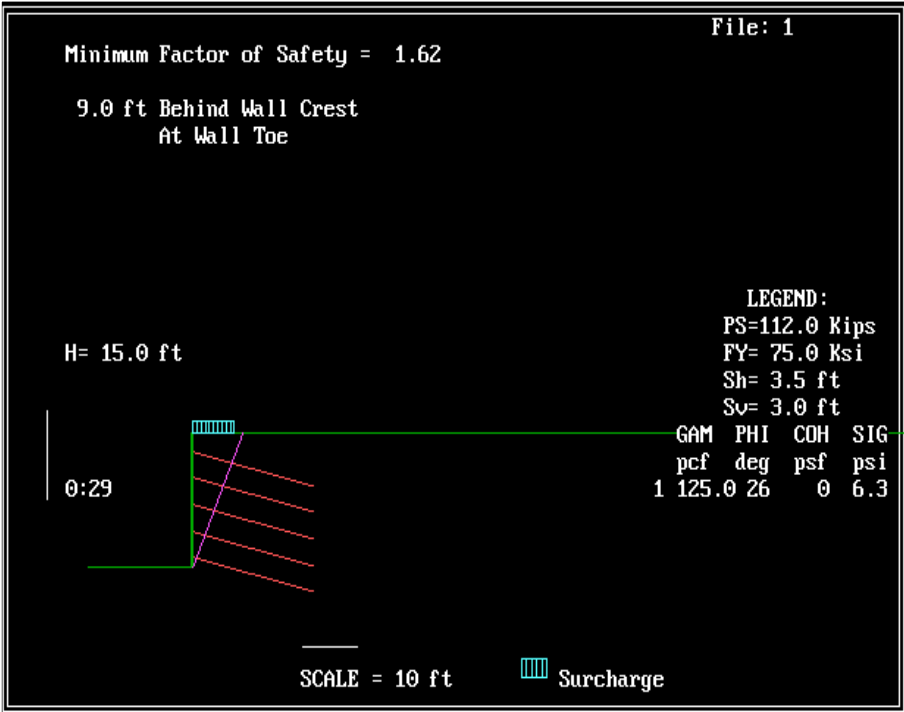 File: 1
Minimum Factor of Safety = 1.62
9.0 ft Behind Wall Crest
At Wall Toe
LEGEND:
PS=112.0 Kips
H= 15.0 ft
FY= 75.0 Ksi
Sh= 3.5 ft
Sv= 3.0 ft
GAM PHI COH SIG
pcf deg psf psi
0:29
1 125.0 26 0 6.3
SCALE = 10 ft
Surcharge